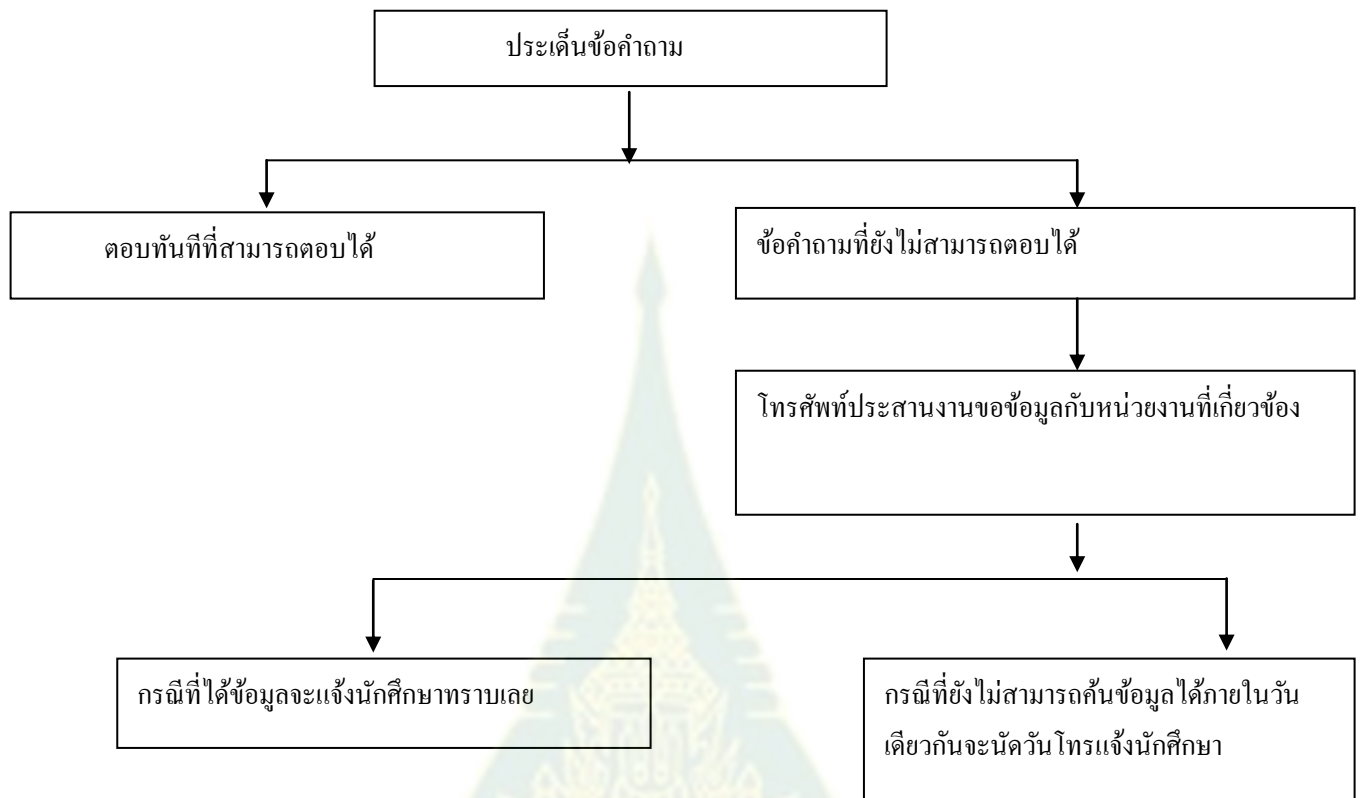 ประเด็นข้อคำถาม
ตอบทันทีที่สามารถตอบได้
ข้อคำถามที่ยังไม่สามารถตอบได้
โทรศัพท์ประสานงานขอข้อมูลกับหน่วยงานที่เกี่ยวข้อง
กรณีที่ได้ข้อมูลจะแจ้งนักศึกษาทราบเลย
กรณีที่ยังไม่สามารถค้นข้อมูลได้ภายในวัน
เดียวกันจะนัดวันโทรแจ้งนักศึกษา